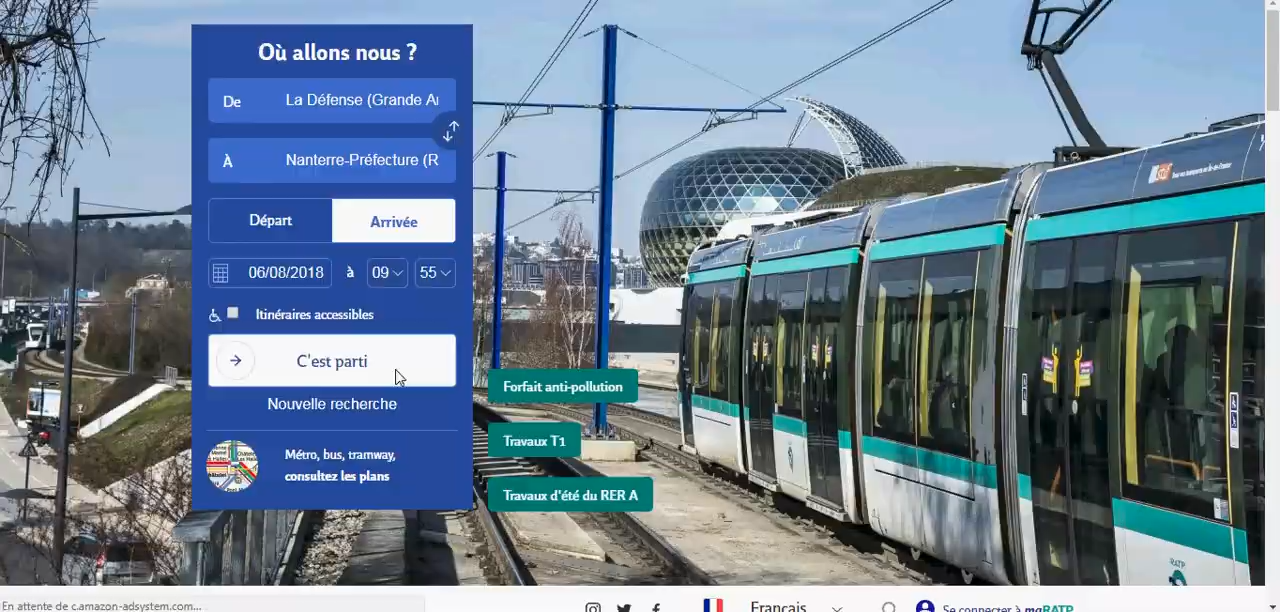 Où allons nous ?
De La Défense (Grande A
À Nanterre-Préfecture (R
Départ Arrivée
06/08/2018 à 09 55
Itinéraires accessibles
C'est parti
Nouvelle recherche
Métro, bus, tramway,
consultez les plans
Forfait anti-pollution
Travaux T1
Travaux d'été du RER A
RATP
En attente de c.amazon-adsystem.com...
Français
Se connecter à maRATP